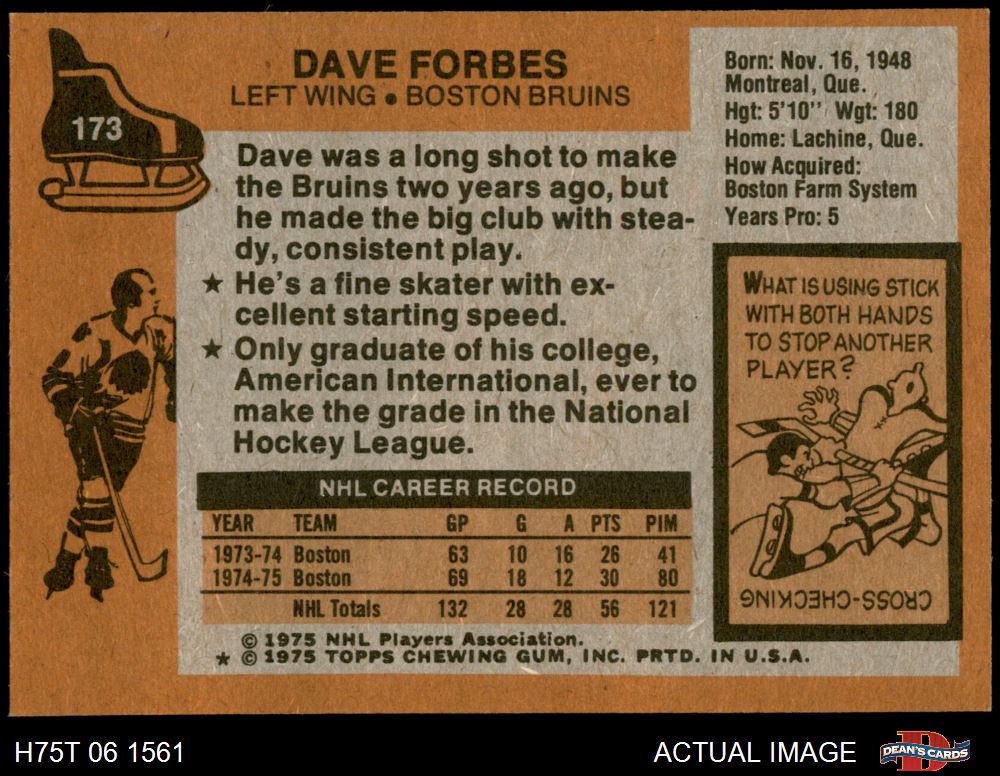 DAVE FORBES
LEFT WING • BOSTON BRUINS
173
Dave was a long shot to make
the Bruins two years ago, but
he made the big club with stea-
dy, consistent play.
★ He's a fine skater with ex-
cellent starting speed.
★ Only graduate of his college,
American International, ever to
make the grade in the National
Hockey League.
NHL CAREER RECORD
YEAR TEAM GP G A PTS PIM
1973-74 Boston 63 10 16 26 41
1974-75 Boston 69 18 12 30 80
NHL Totals 132 28 28 56 121
© 1975 NHL Players Association.
★ © 1975 TOPPS CHEWING GUM, INC. PRTD. IN U.S.A.
Born: Nov. 16, 1948
Montreal, Que.
Hgt: 5'10" Wgt: 180
Home: Lachine, Que.
How Acquired:
Boston Farm System
Years Pro: 5
WHAT IS USING STICK
WITH BOTH HANDS
TO STOP ANOTHER
PLAYER?
CROSS-CHECKING
H75T 06 1561
ACTUAL IMAGE
DEAN'S CARDS